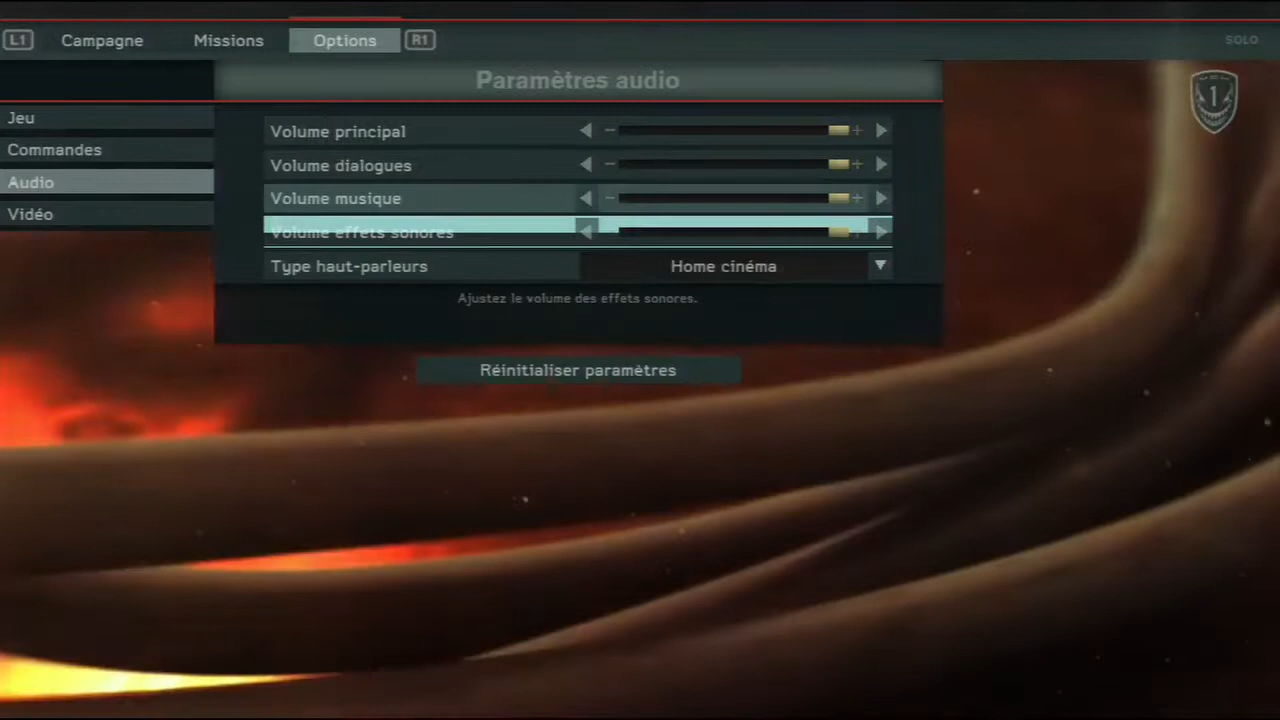 L1 Campagne Missions Options R1 SOLO
Paramètres audio
1
Jeu
Commandes
Audio
Vidéo
Volume principal
Volume dialogues
Volume musique
Volume effets sonores
Type haut-parleurs Home cinéma
Ajustez le volume des effets sonores.
Réinitialiser paramètres